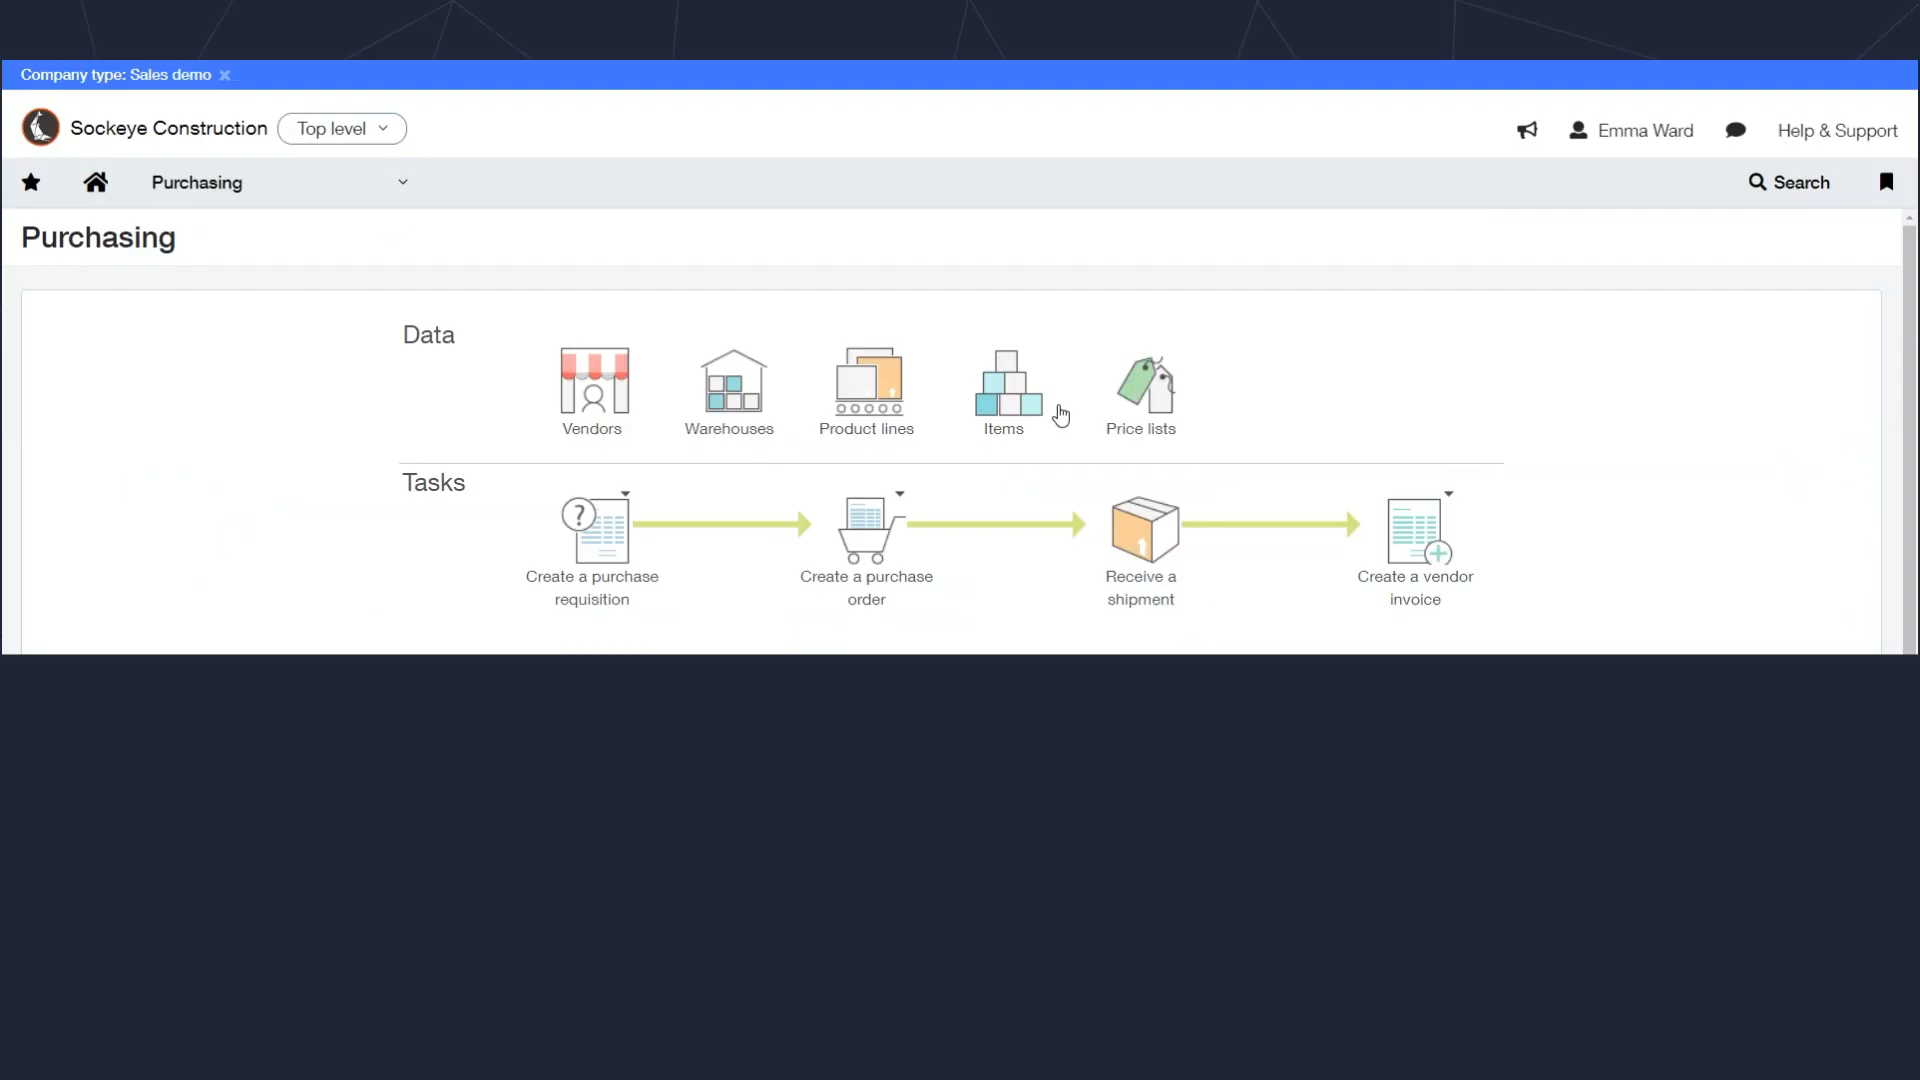 Company type: Sales demo ×
Sockeye Construction Top level
Emma Ward Help & Support
Purchasing Search
Purchasing
Data
Vendors Warehouses Product lines Items Price lists
Tasks
?
Create a purchase requisition
Create a purchase order
Receive a shipment
Create a vendor invoice